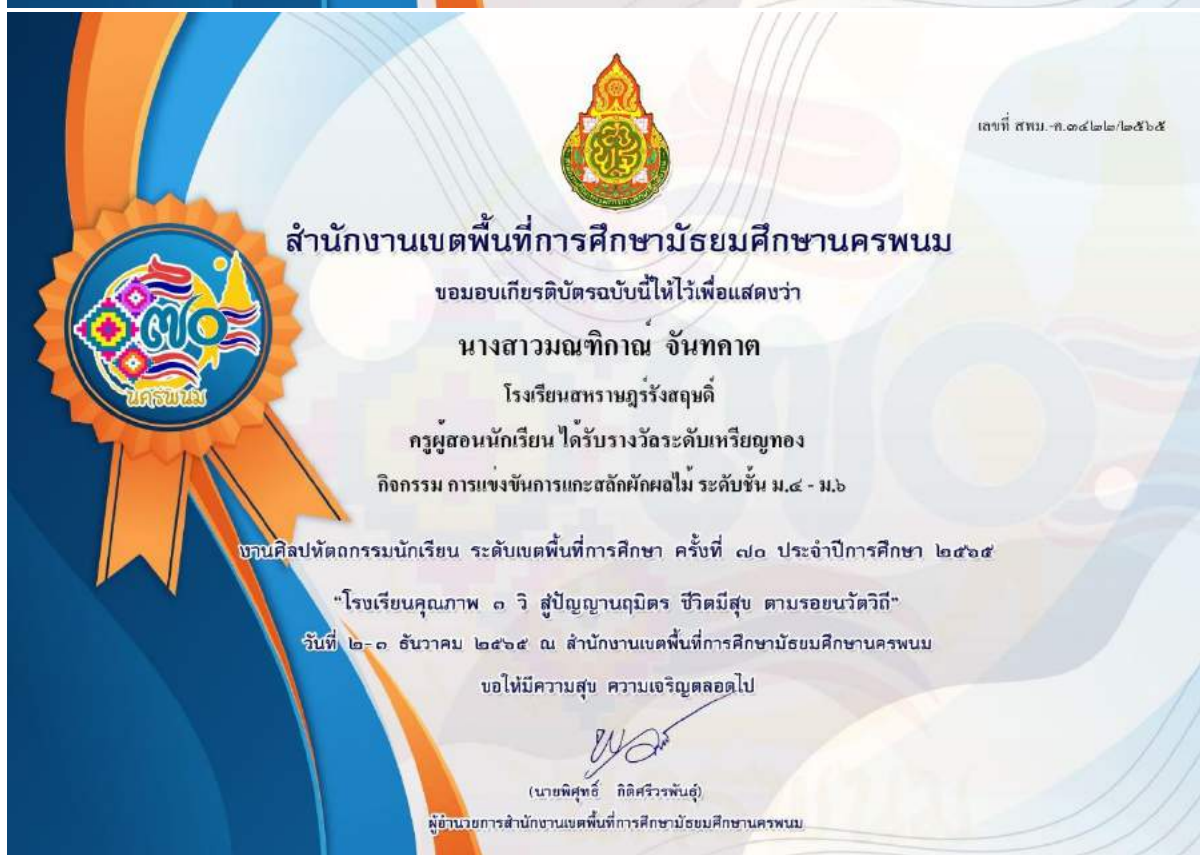 เลขที่ สพม.-ค.๓๔๒๒/๒๕๖๕
สำนักงานเขตพื้นที่การศึกษามัธยมศึกษานครพนม
ขอมอบเกียรติบัตรฉบับนี้ให้ไว้เพื่อแสดงว่า
นางสาวมณฑิกาณ์ จันทคาต
โรงเรียนสหราษฎร์รังสฤษดิ์
ครูผู้สอนนักเรียน ได้รับรางวัลระดับเหรียญทอง
กิจกรรม การแข่งขันการแกะสลักผักผลไม้ ระดับชั้น ม.๔ - ม.๖
๗๐
นครพนม
งานศิลปหัตถกรรมนักเรียน ระดับเขตพื้นที่การศึกษา ครั้งที่ ๗๐ ประจำปีการศึกษา ๒๕๖๕
"โรงเรียนคุณภาพ ๓ วิ สู่ปัญญานฤมิตร ชีวิตมีสุข ตามรอยนวัตวิถี"
วันที่ ๒-๓ ธันวาคม ๒๕๖๕ ณ สำนักงานเขตพื้นที่การศึกษามัธยมศึกษานครพนม
ขอให้มีความสุข ความเจริญตลอดไป
(นายพิศุทธิ์ กิติศรีวรพันธุ์)
ผู้อำนวยการสำนักงานเขตพื้นที่การศึกษามัธยมศึกษานครพนม